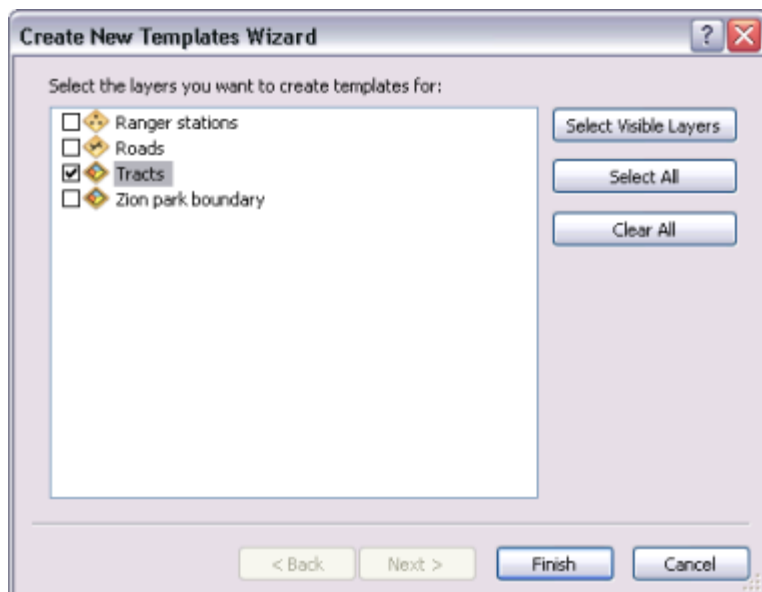 Create New Templates Wizard
?
Select the layers you want to create templates for:
Ranger stations
Roads
Tracts
Zion park boundary
Select Visible Layers
Select All
Clear All
< Back
Next >
Finish
Cancel